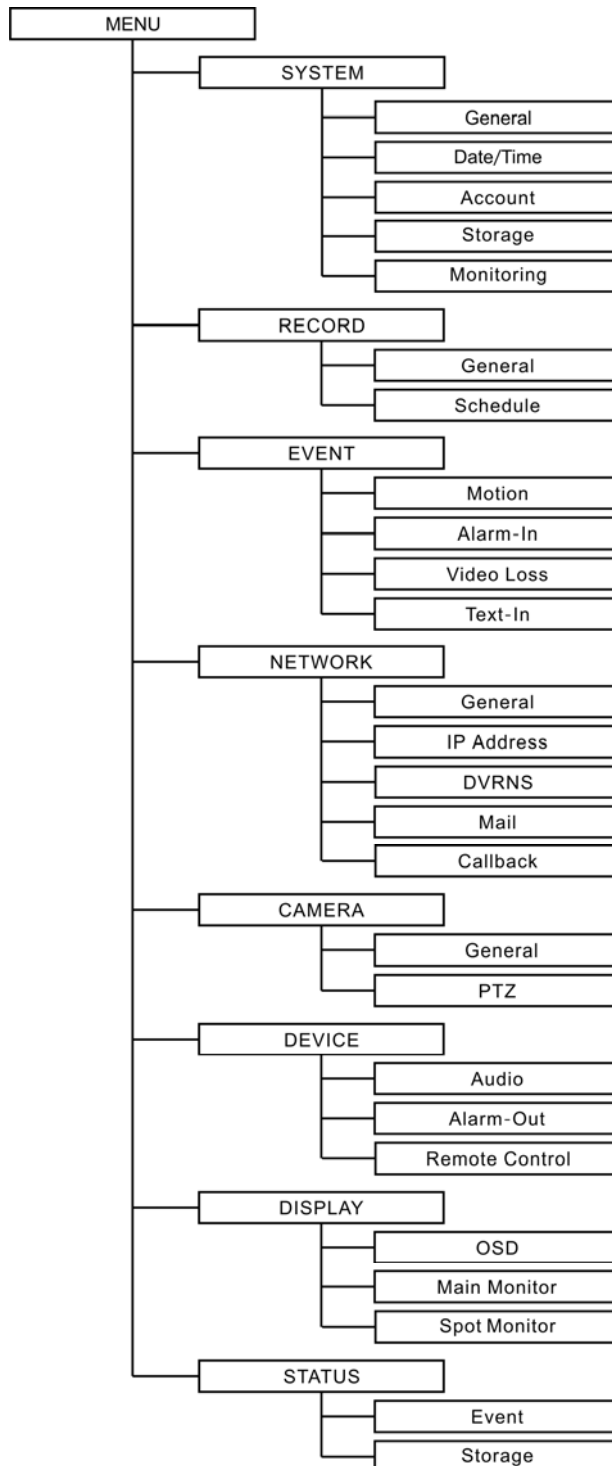 MENU
SYSTEM
General
Date/Time
Account
Storage
Monitoring
RECORD
General
Schedule
EVENT
Motion
Alarm-In
Video Loss
Text-In
NETWORK
General
IP Address
DVRNS
Mail
Callback
CAMERA
General
PTZ
DEVICE
Audio
Alarm-Out
Remote Control
DISPLAY
OSD
Main Monitor
Spot Monitor
STATUS
Event
Storage